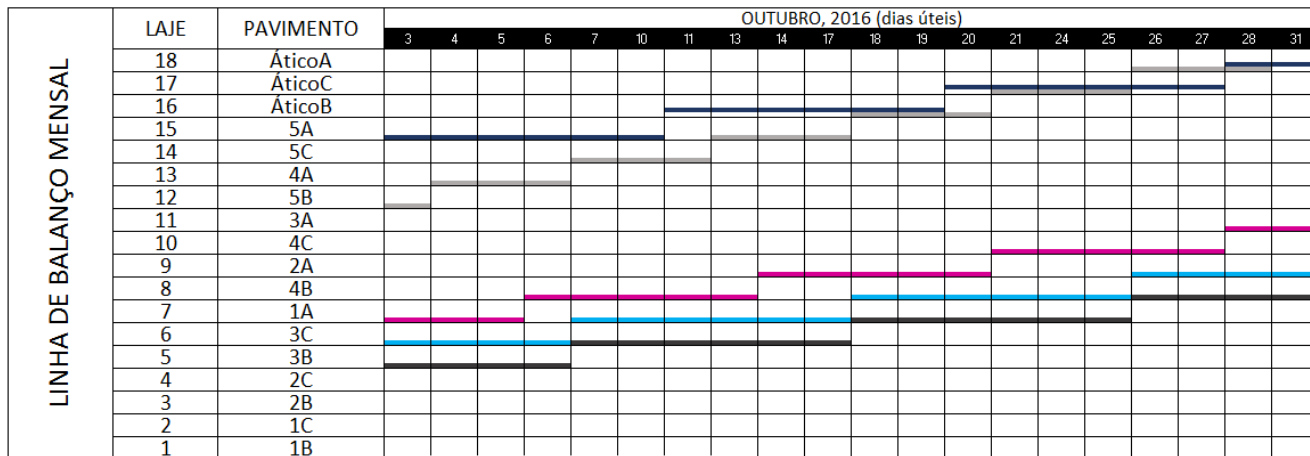 LINHA DE BALANÇO MENSAL
LAJE PAVIMENTO OUTUBRO, 2016 (dias úteis)
3 4 5 6 7 10 11 13 14 17 18 19 20 21 24 25 26 27 28 31
18 ÁticoA
17 ÁticoC
16 ÁticoB
15 5A
14 5C
13 4A
12 5B
11 3A
10 4C
9 2A
8 4B
7 1A
6 3C
5 3B
4 2C
3 2B
2 1C
1 1B